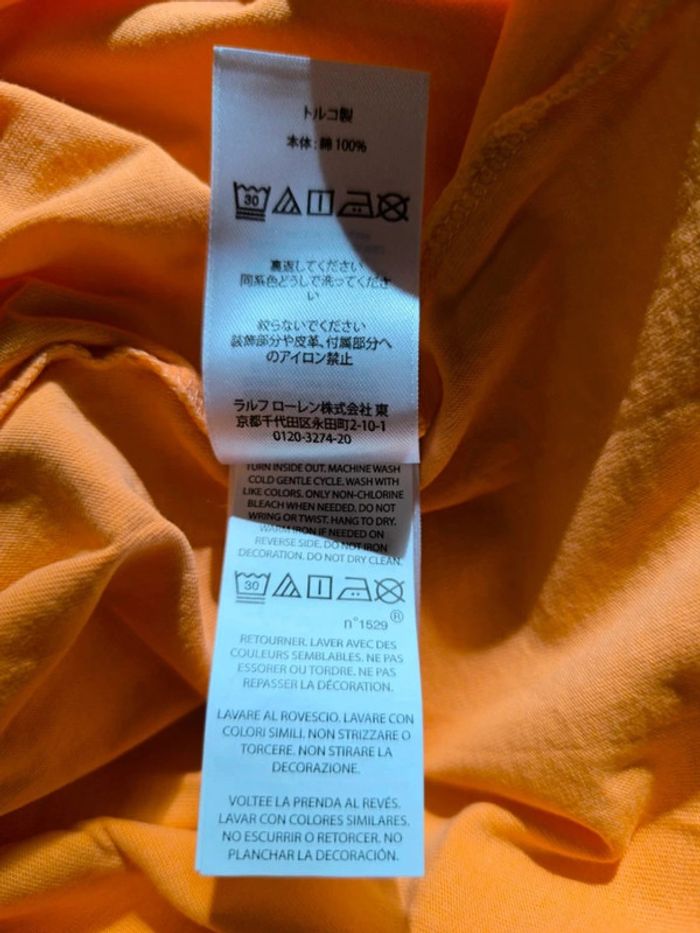 トルコ製
本体：綿 100%
30
裏返してください
同系色どうしで洗ってくださ
い
絞らないでください
装飾部分や皮革、付属部分へ
のアイロン禁止
ラルフ ローレン株式会社 東
京都千代田区永田町2-10-1
0120-3274-20
TURN INSIDE OUT. MACHINE WASH
COLD GENTLE CYCLE. WASH WITH
LIKE COLORS. ONLY NON-CHLORINE
BLEACH WHEN NEEDED. DO NOT
WRING OR TWIST. HANG TO DRY.
WARM IRON IF NEEDED ON
REVERSE SIDE. DO NOT IRON
DECORATION. DO NOT DRY CLEAN.
30
n°1529 ®
RETOURNER. LAVER AVEC DES
COULEURS SEMBLABLES. NE PAS
ESSORER OU TORDRE. NE PAS
REPASSER LA DÉCORATION.
LAVARE AL ROVESCIO. LAVARE CON
COLORI SIMILI. NON STRIZZARE O
TORCERE. NON STIRARE LA
DECORAZIONE.
VOLTEE LA PRENDA AL REVÉS.
LAVAR CON COLORES SIMILARES.
NO ESCURRIR O RETORCER. NO
PLANCHAR LA DECORACIÓN.